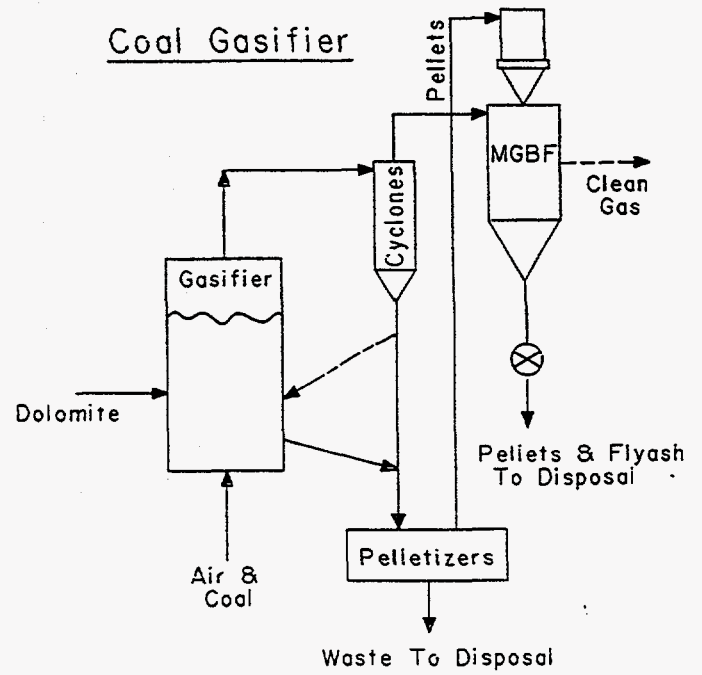 Coal Gasifier
Pellets
MGBF
Clean
Gas
Cyclones
Gasifier
Dolomite
Pellets & Flyash
To Disposal
Pelletizers
Air &
Coal
Waste To Disposal